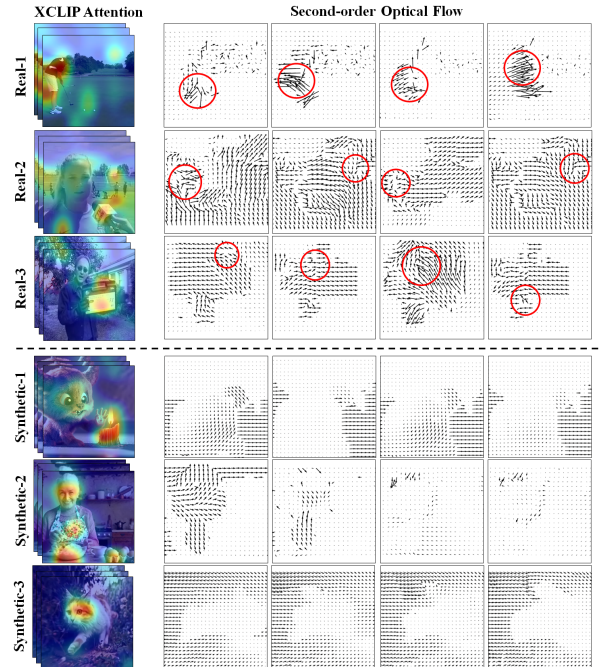 XCLIP Attention
Second-order Optical Flow
Real-1
Real-2
Real-3
Synthetic-1
Synthetic-2
Synthetic-3